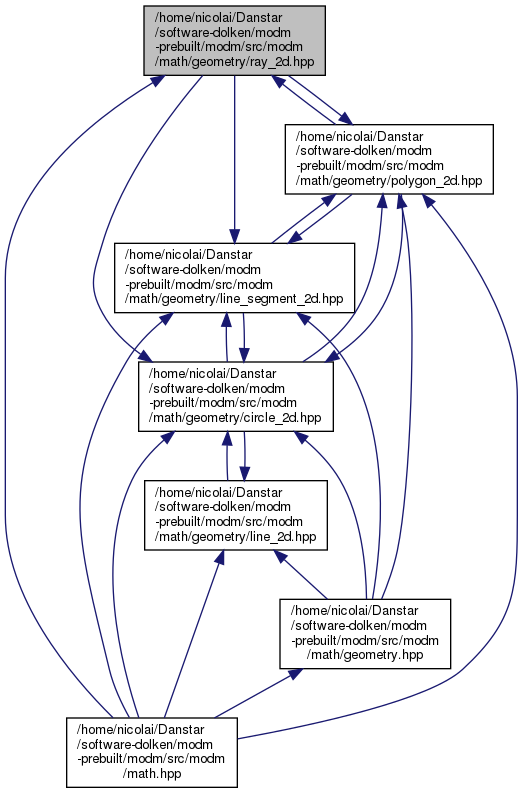 /home/nicolai/Danstar
/software-dolken/modm
-prebuilt/modm/src/modm
/math/geometry/ray_2d.hpp
/home/nicolai/Danstar
/software-dolken/modm
-prebuilt/modm/src/modm
/math/geometry/polygon_2d.hpp
/home/nicolai/Danstar
/software-dolken/modm
-prebuilt/modm/src/modm
/math/geometry/line_segment_2d.hpp
/home/nicolai/Danstar
/software-dolken/modm
-prebuilt/modm/src/modm
/math/geometry/circle_2d.hpp
/home/nicolai/Danstar
/software-dolken/modm
-prebuilt/modm/src/modm
/math/geometry/line_2d.hpp
/home/nicolai/Danstar
/software-dolken/modm
-prebuilt/modm/src/modm
/math/geometry.hpp
/home/nicolai/Danstar
/software-dolken/modm
-prebuilt/modm/src/modm
/math.hpp